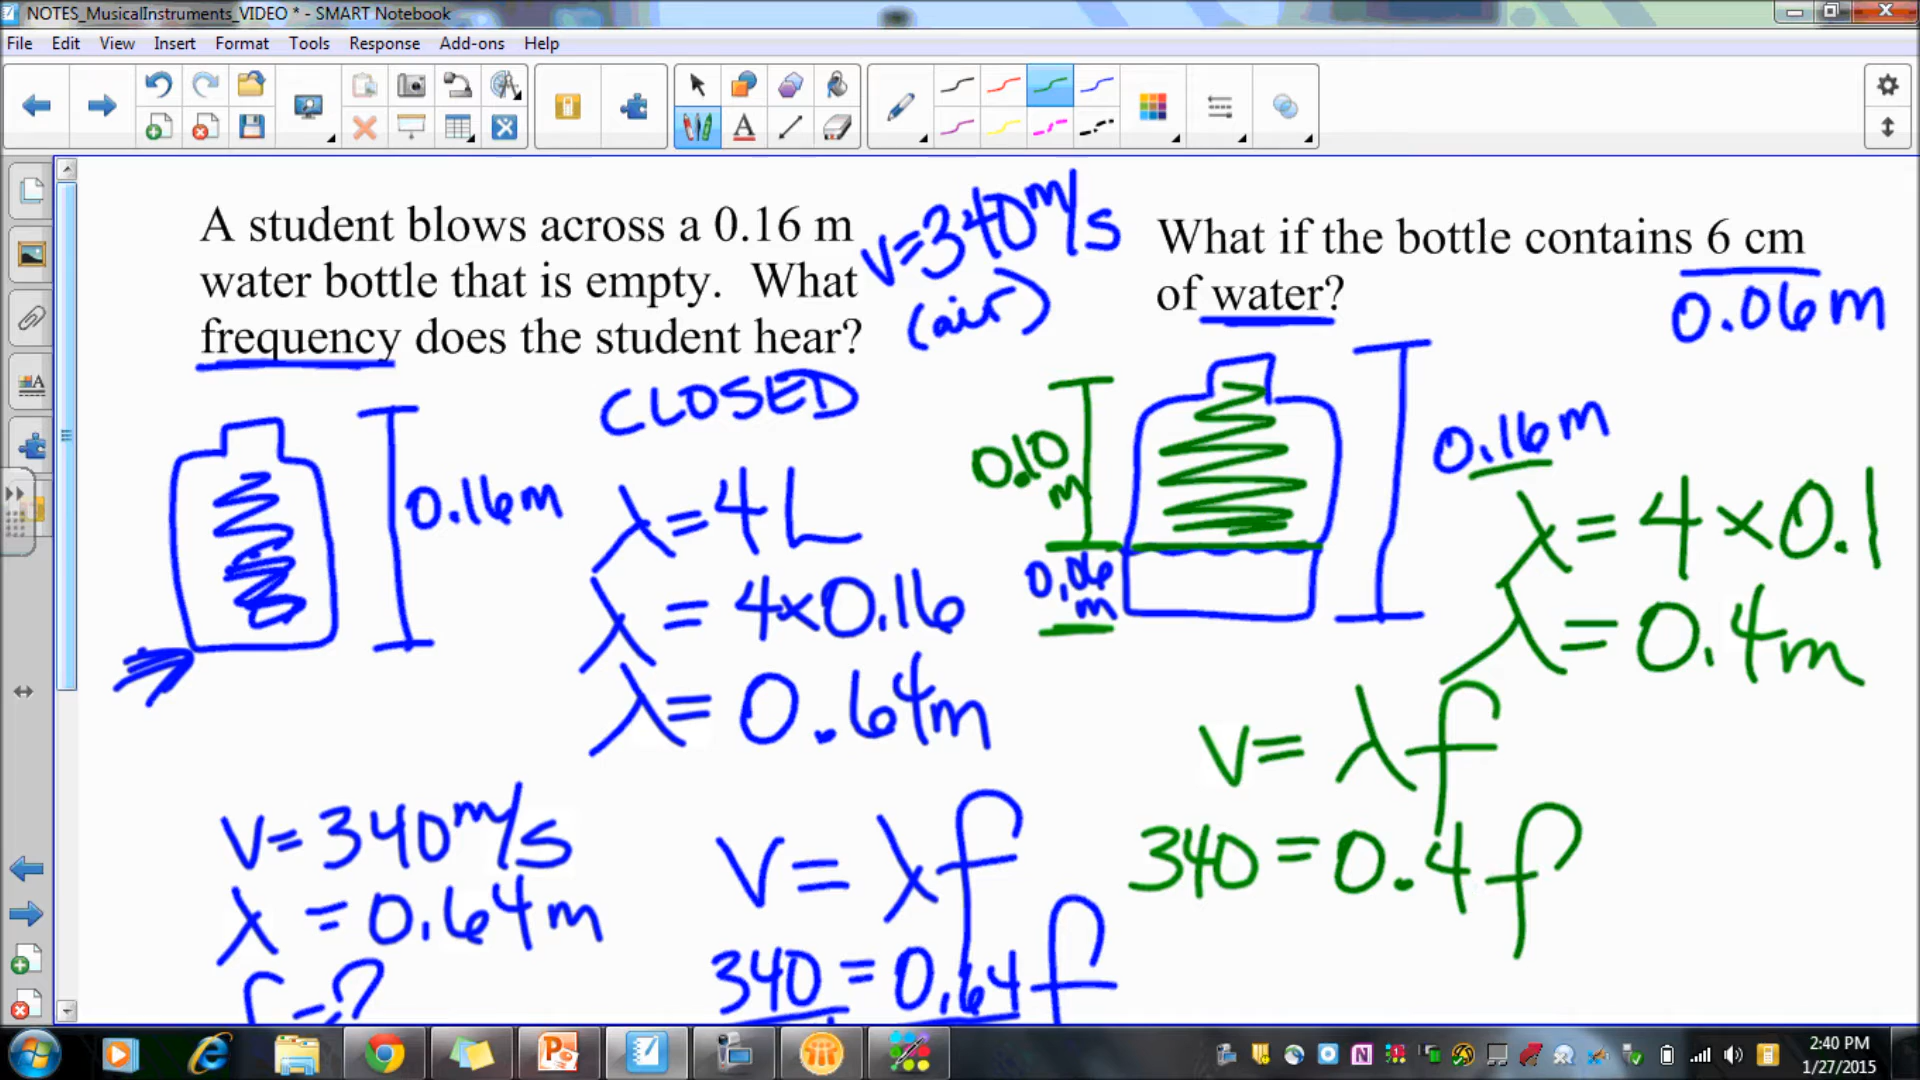 NOTES_MusicalInstruments_VIDEO * - SMART Notebook
File Edit View Insert Format Tools Response Add-ons Help
A student blows across a 0.16 m
water bottle that is empty. What
frequency does the student hear?
v=340m/s
(air)
CLOSED
0.16m
λ=4L
λ = 4×0.16
λ= 0.64m
v=340m/s
λ = 0.64m
f=?
v= λf
340 = 0.64 f
What if the bottle contains 6 cm
of water?
0.06m
0.10
m
0.06
m
0.16m
λ= 4×0.1
λ= 0.4m
v= λf
340 = 0.4 f
2:40 PM
1/27/2015